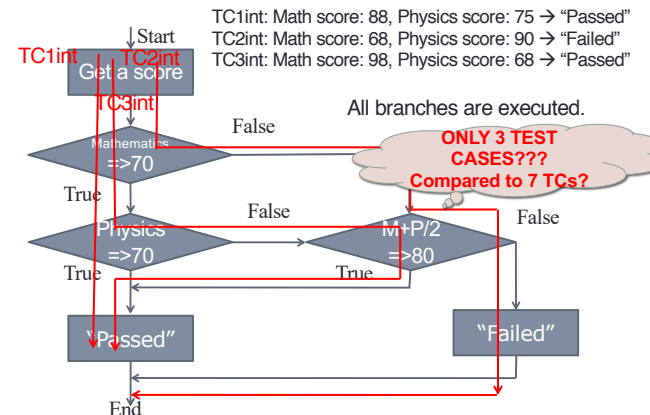 TC1int: Math score: 88, Physics score: 75 → “Passed”
TC2int: Math score: 68, Physics score: 90 → “Failed”
TC3int: Math score: 98, Physics score: 68 → “Passed”
Start
TC1int
TC2int
Get a score
TC3int
All branches are executed.
ONLY 3 TEST
CASES???
Compared to 7 TCs?
False
Mathematics
=>70
True
False
False
Physics
=>70
M+P/2
=>80
True
True
“Passed”
“Failed”
End